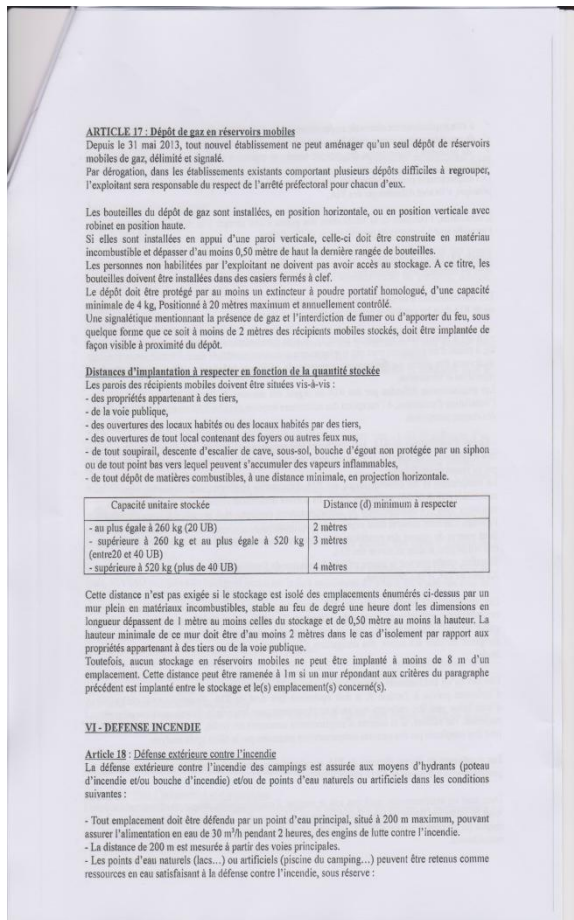 ARTICLE 17 : Dépôt de gaz en réservoirs mobiles
Depuis le 31 mai 2013, tout nouvel établissement ne peut aménager qu'un seul dépôt de réservoirs
mobiles de gaz, délimité et signalé.
Par dérogation, dans les établissements existants comportant plusieurs dépôts difficiles à regrouper,
l'exploitant sera responsable du respect de l'arrêté préfectoral pour chacun d'eux.
Les bouteilles du dépôt de gaz sont installées, en position horizontale, ou en position verticale avec
robinet en position haute.
Si elles sont installées en appui d'une paroi verticale, celle-ci doit être construite en matériau
incombustible et dépasser d'au moins 0,50 mètre de haut la dernière rangée de bouteilles.
Les personnes non habilitées par l'exploitant ne doivent pas avoir accès au stockage. A ce titre, les
bouteilles doivent être installées dans des casiers fermés à clef.
Le dépôt doit être protégé par au moins un extincteur à poudre portatif homologué, d'une capacité
minimale de 4 kg, Positionné à 20 mètres maximum et annuellement contrôlé.
Une signalétique mentionnant la présence de gaz et l'interdiction de fumer ou d'apporter du feu, sous
quelque forme que ce soit à moins de 2 mètres des récipients mobiles stockés, doit être implantée de
façon visible à proximité du dépôt.
Distances d'implantation à respecter en fonction de la quantité stockée
Les parois des récipients mobiles doivent être situées vis-à-vis :
- des propriétés appartenant à des tiers,
- de la voie publique,
- des ouvertures des locaux habités ou des locaux habités par des tiers,
- des ouvertures de tout local contenant des foyers ou autres feux nus,
- de tout soupirail, descente d'escalier de cave, sous-sol, bouche d'égout non protégée par un siphon
ou de tout point bas vers lequel peuvent s'accumuler des vapeurs inflammables,
- de tout dépôt de matières combustibles, à une distance minimale, en projection horizontale.
Capacité unitaire stockée Distance (d) minimum à respecter
- au plus égale à 260 kg (20 UB) 2 mètres
- supérieure à 260 kg et au plus égale à 520 kg 3 mètres
(entre20 et 40 UB)
- supérieure à 520 kg (plus de 40 UB) 4 mètres
Cette distance n'est pas exigée si le stockage est isolé des emplacements énumérés ci-dessus par un
mur plein en matériaux incombustibles, stable au feu de degré une heure dont les dimensions en
longueur dépassent de 1 mètre au moins celles du stockage et de 0,50 mètre au moins la hauteur. La
hauteur minimale de ce mur doit être d'au moins 2 mètres dans le cas d'isolement par rapport aux
propriétés appartenant à des tiers ou de la voie publique.
Toutefois, aucun stockage en réservoirs mobiles ne peut être implanté à moins de 8 m d'un
emplacement. Cette distance peut être ramenée à 1m si un mur répondant aux critères du paragraphe
précédent est implanté entre le stockage et le(s) emplacement(s) concerné(s).
VI - DEFENSE INCENDIE
Article 18 : Défense extérieure contre l'incendie
La défense extérieure contre l'incendie des campings est assurée aux moyens d'hydrants (poteau
d'incendie et/ou bouche d'incendie) et/ou de points d'eau naturels ou artificiels dans les conditions
suivantes :
- Tout emplacement doit être défendu par un point d'eau principal, situé à 200 m maximum, pouvant
assurer l'alimentation en eau de 30 m³/h pendant 2 heures, des engins de lutte contre l'incendie.
- La distance de 200 m est mesurée à partir des voies principales.
- Les points d'eau naturels (lacs...) ou artificiels (piscine du camping...) peuvent être retenus comme
ressources en eau satisfaisant à la défense contre l'incendie, sous réserve :